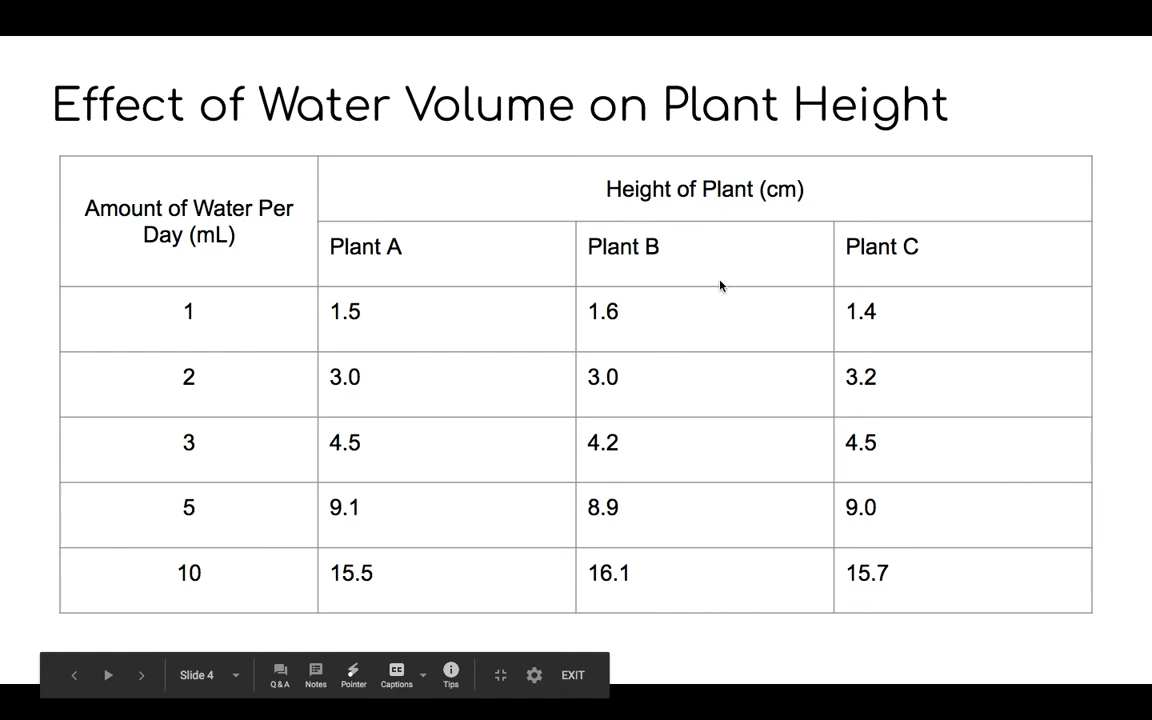 Effect of Water Volume on Plant Height
Amount of Water Per
Day (mL)
Height of Plant (cm)
Plant A
Plant B
Plant C
1
1.5
1.6
1.4
2
3.0
3.0
3.2
3
4.5
4.2
4.5
5
9.1
8.9
9.0
10
15.5
16.1
15.7
Slide 4
Q&A
Notes
Pointer
CC
Captions
Tips
EXIT